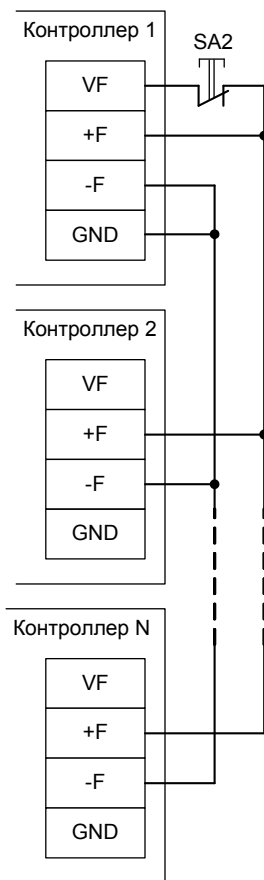 Контроллер 1
SA2
VF
+F
-F
GND
Контроллер 2
VF
+F
-F
GND
Контроллер N
VF
+F
-F
GND